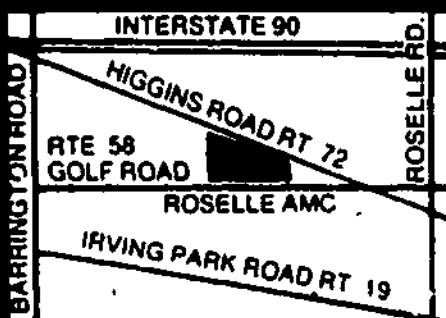 INTERSTATE 90
BARRINGTON ROAD
HIGGINS ROAD RT 72
ROSELLE RD.
RTE 58
GOLF ROAD
ROSELLE AMC
IRVING PARK ROAD RT 19